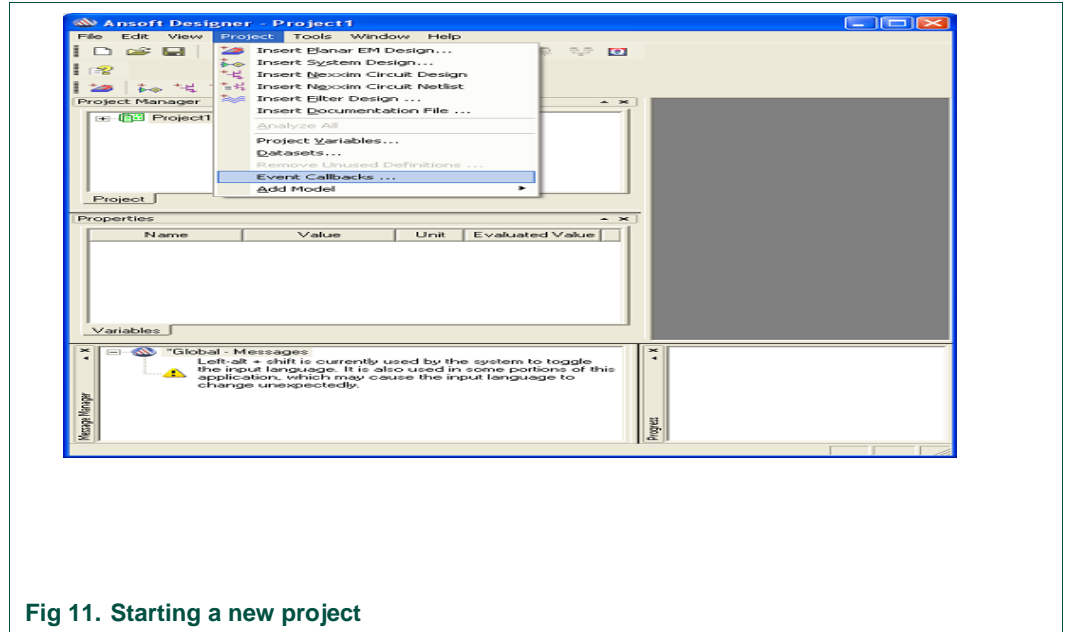 Ansoft Designer - Project1
File Edit View Project Tools Window Help
Insert Planar EM Design...
Insert System Design...
Insert Nexxim Circuit Design
Insert Nexxim Circuit Netlist
Insert Filter Design ...
Insert Documentation File ...
Analyze All
Project Variables...
Datasets...
Remove Unused Definitions ...
Event Callbacks ...
Add Model
Project Manager
Project1
Project
Properties
Name Value Unit Evaluated Value
Variables
*Global - Messages
Left-alt + shift is currently used by the system to toggle
the input language. It is also used in some portions of this
application, which may cause the input language to
change unexpectedly.
Message Manager
Progress
Fig 11. Starting a new project